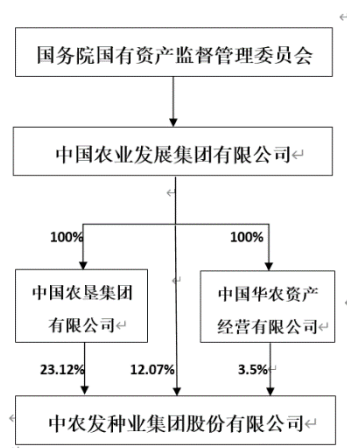 国务院国有资产监督管理委员会
中国农业发展集团有限公司
100%
100%
中国农垦集团
有限公司
中国华农资产
经营有限公司
23.12%
12.07%
3.5%
中农发种业集团股份有限公司